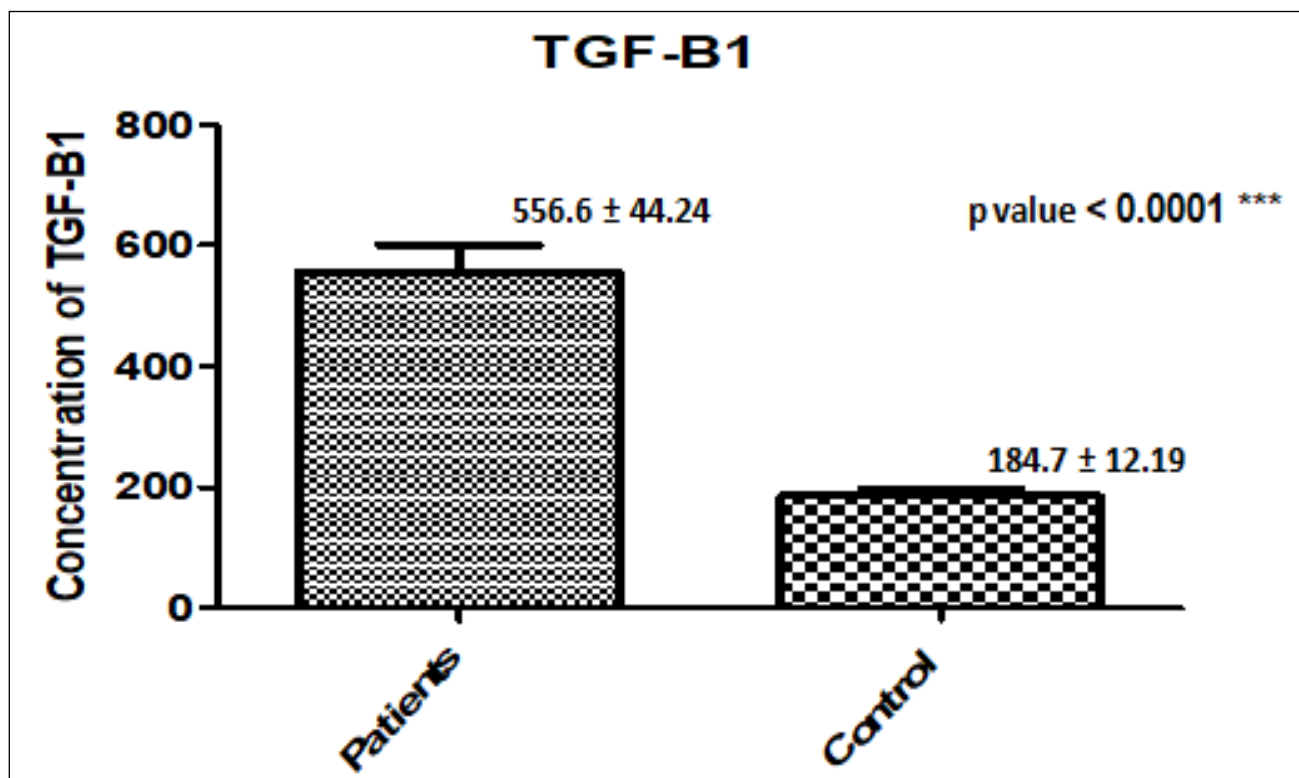 TGF-B1
Concentration of TGF-B1
800
600
400
200
0
556.6 ± 44.24
p value < 0.0001 ***
184.7 ± 12.19
Patients
Control